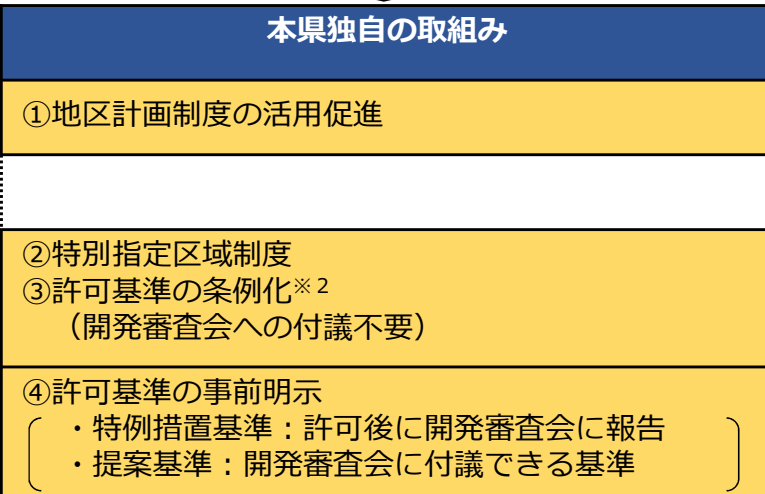 本県独自の取組み
①地区計画制度の活用促進
②特別指定区域制度
③許可基準の条例化※2
（開発審査会への付議不要）
④許可基準の事前明示
・特例措置基準：許可後に開発審査会に報告
・提案基準：開発審査会に付議できる基準